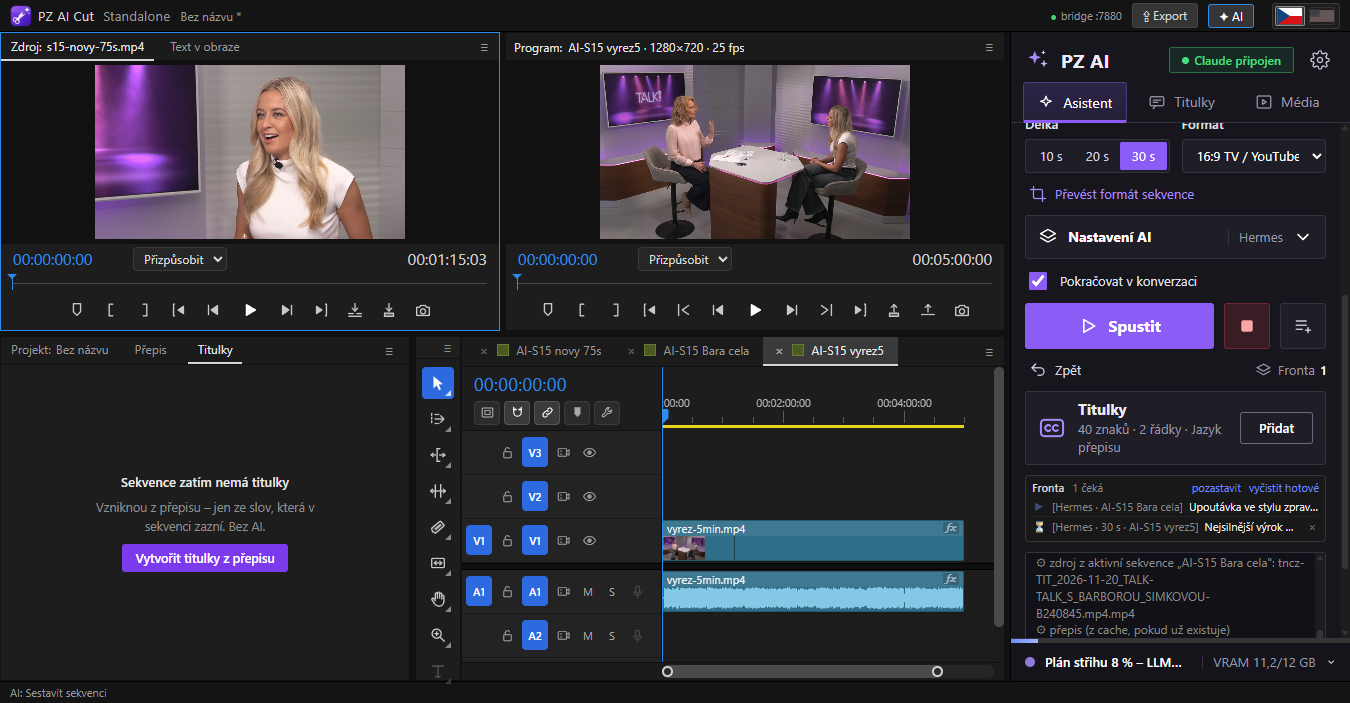 PZ AI Cut Standalone Bez názvu *
bridge :7880
Export
AI
Zdroj: s15-novy-75s.mp4
Text v obraze
Program: AI-S15 vyrez5 · 1280×720 · 25 fps
TALK!
00:00:00:00
Přizpůsobit
00:01:15:03
00:00:00:00
Přizpůsobit
00:05:00:00
Projekt: Bez názvu
Přepis
Titulky
Sekvence zatím nemá titulky
Vzniknou z přepisu – jen ze slov, která v
sekvenci zazní. Bez AI.
Vytvořit titulky z přepisu
× AI-S15 novy 75s
× AI-S15 Bara cela
× AI-S15 vyrez5
00:00:00:00
00:00
00:02:00:00
00:04:00:00
V3
V2
V1 V1
vyrez-5min.mp4 fx
A1 A1 M S
vyrez-5min.mp4 fx
A2 M S
PZ AI
Claude připojen
Asistent
Titulky
Média
Délka
Formát
10 s 20 s 30 s
16:9 TV / YouTube
Převést formát sekvence
Nastavení AI
Hermes
Pokračovat v konverzaci
Spustit
Zpět
Fronta 1
CC
Titulky
40 znaků · 2 řádky · Jazyk
přepisu
Přidat
Fronta 1 čeká pozastavit vyčistit hotové
[Hermes · AI-S15 Bara cela] Upoutávka ve stylu zprav...
[Hermes · 30 s · AI-S15 vyrez5] Nejsilnější výrok ... ×
zdroj z aktivní sekvence „AI-S15 Bara cela": tncz-
TIT_2026-11-20_TALK-
TALK_S_BARBOROU_SIMKOVOU-
B240845.mp4.mp4
přepis (z cache, pokud už existuje)
Plán střihu 8 % – LLM...
VRAM 11,2/12 GB
AI: Sestavit sekvenci